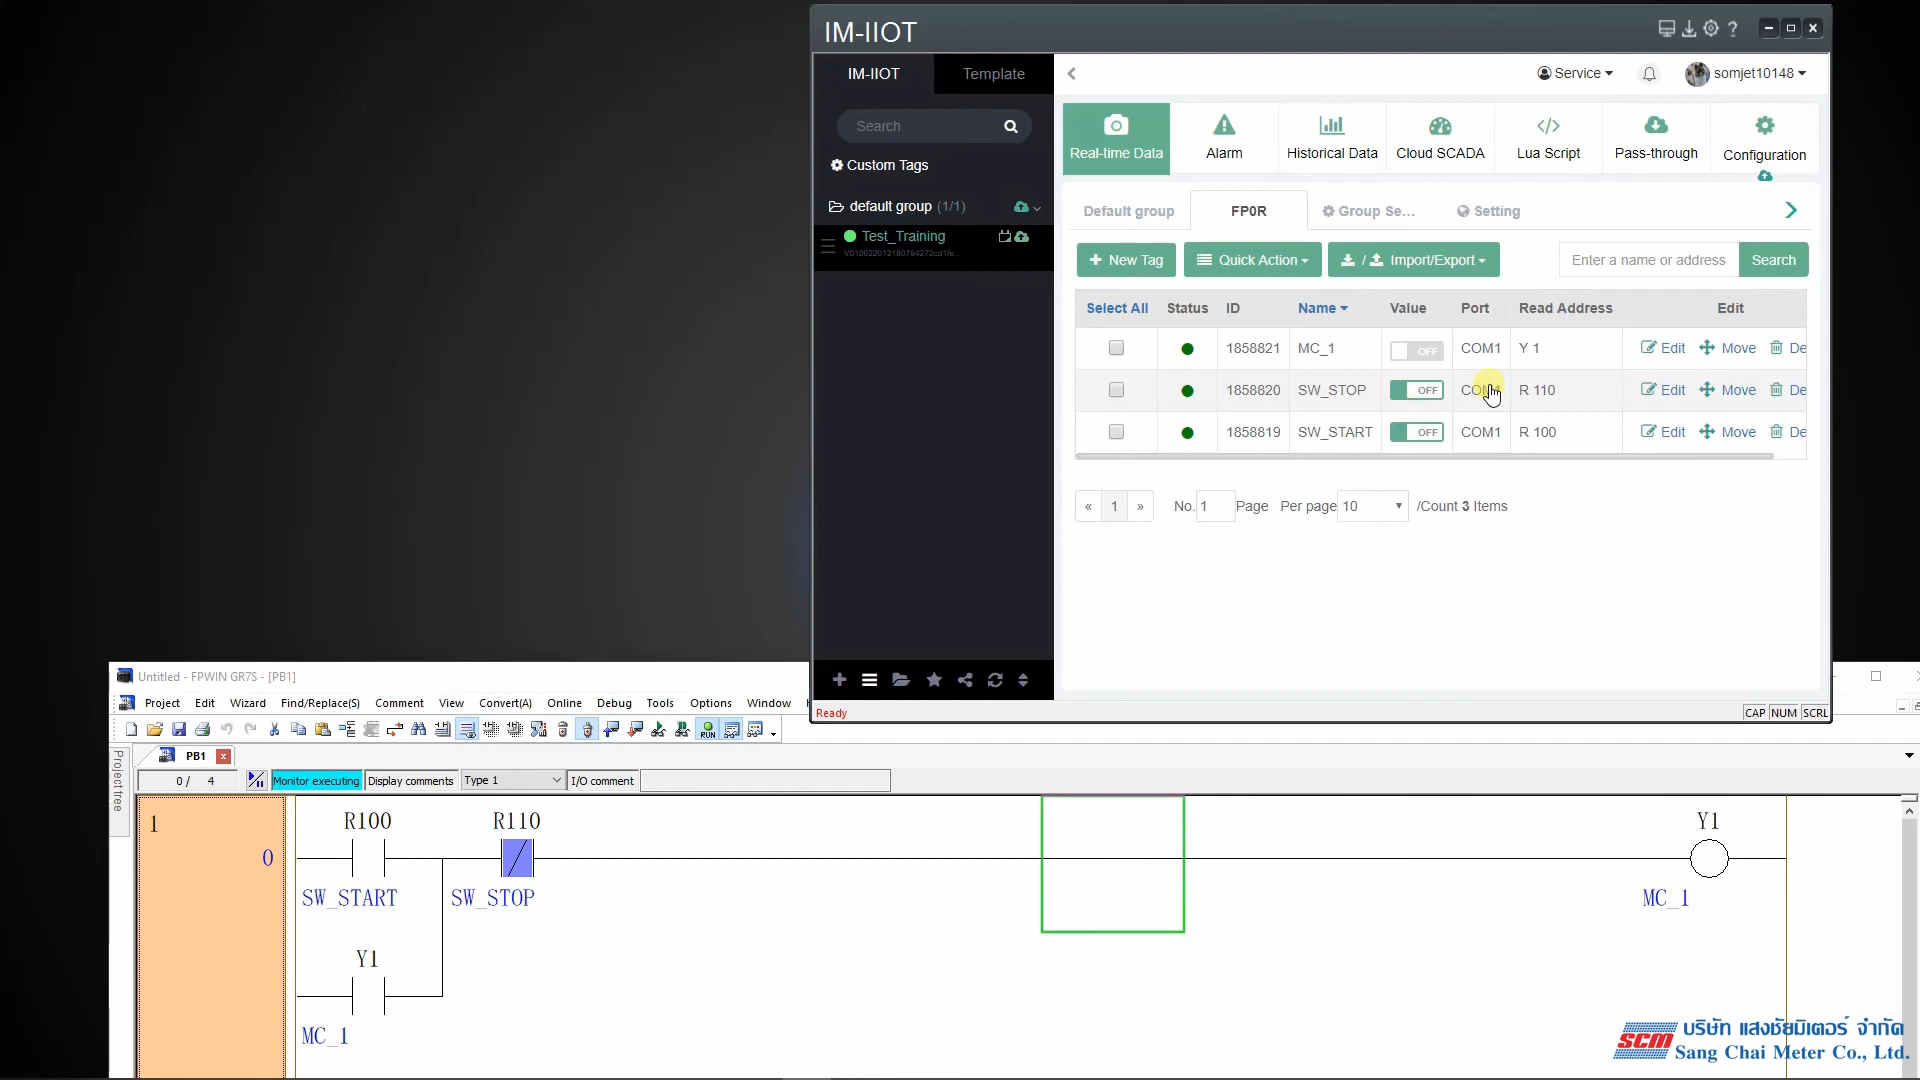 IM-IIOT
IM-IIOT
Template
Service
somjet10148
Search
Custom Tags
default group (1/1)
Test_Training
Real-time Data
Alarm
Historical Data
Cloud SCADA
Lua Script
Pass-through
Configuration
Default group
FP0R
Group Se...
Setting
New Tag
Quick Action
/ Import/Export
Enter a name or address
Search
Select All Status ID Name Value Port Read Address Edit
1858821 MC_1 OFF COM1 Y 1 Edit Move De
1858820 SW_STOP OFF COM1 R 110 Edit Move De
1858819 SW_START OFF COM1 R 100 Edit Move De
« 1 » No. 1 Page Per page 10 /Count 3 Items
Ready
CAP NUM SCRL
Untitled - FPWIN GR7S - [PB1]
Project Edit Wizard Find/Replace(S) Comment View Convert(A) Online Debug Tools Options Window
RUN
Project tree
PB1
0 / 4
Monitor executing
Display comments
Type 1
I/O comment
1
0
R100
R110
Y1
SW_START
SW_STOP
MC_1
Y1
MC_1
SCM
บริษัท แสงชัยมิเตอร์ จำกัด
Sang Chai Meter Co., Ltd.